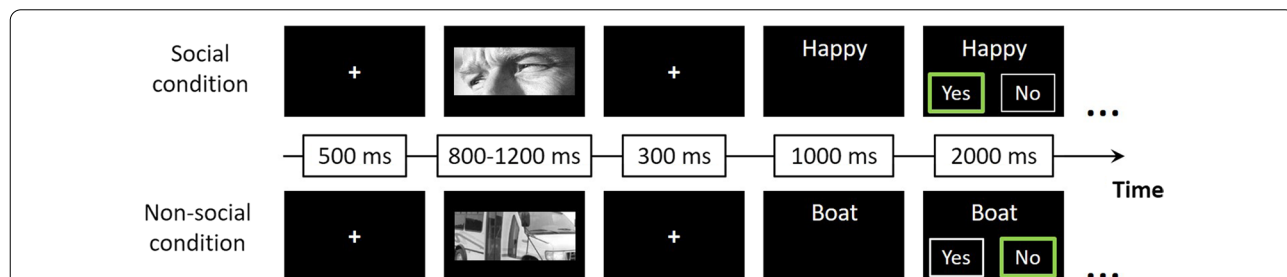 Social
condition
+
+
Happy
Happy
Yes No
...
500 ms 800-1200 ms 300 ms 1000 ms 2000 ms
Time
Non-social
condition
+
+
Boat
Boat
Yes No
...